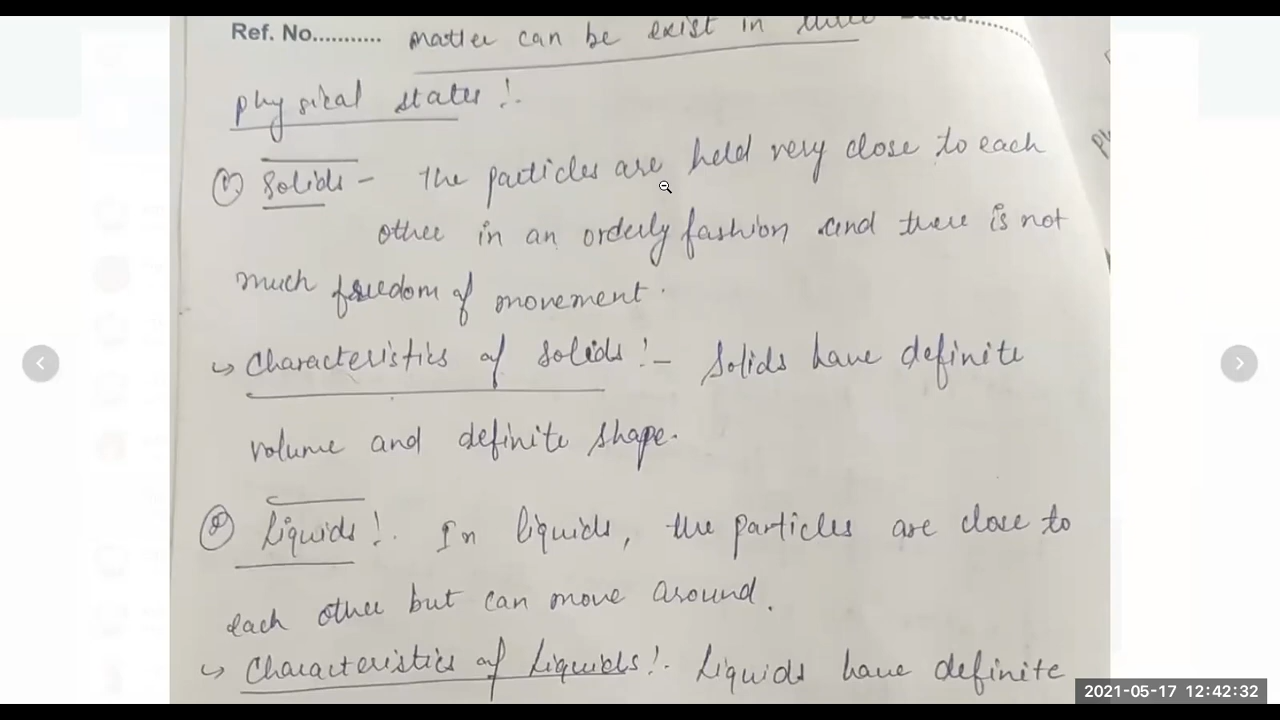 Ref. No........... matter can be exist in three Dated.......
physical states :
(1) Solids - the particles are held very close to each
other in an orderly fashion and there is not
much freedom of movement.
↪ Characteristics of solids :- Solids have definite
volume and definite shape.
(2) Liquids :- In liquids, the particles are close to
each other but can move around.
↪ Characteristics of Liquids :- Liquids have definite
2021-05-17 12:42:32